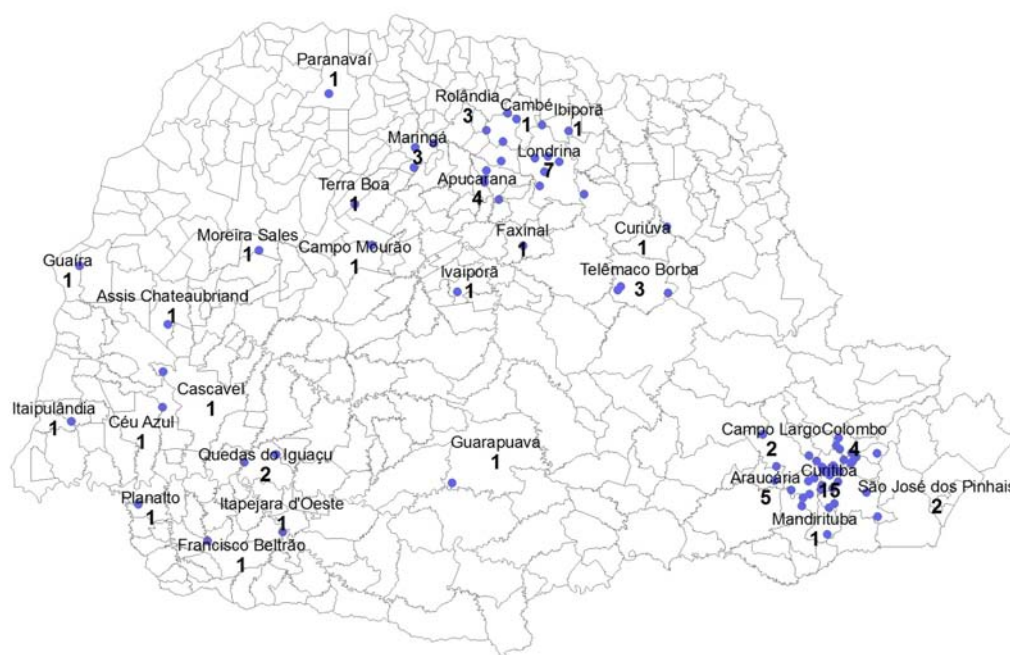 Paranavaí
1
Rolândia
3
Cambé
1
Ibiporã
1
Maringá
3
Londrina
7
Apucarana
4
Terra Boa
1
Moreira Sales
1
Campo Mourão
1
Faxinal
1
Curiúva
1
Guaíra
1
Ivaiporã
1
Telêmaco Borba
3
Assis Chateaubriand
1
Cascavel
1
Itaipulândia
1
Céu Azul
1
Quedas do Iguaçu
2
Guarapuava
1
Campo Largo
2
Colombo
4
Curitiba
15
Araucária
5
São José dos Pinhais
2
Mandirituba
1
Planalto
1
Itapejara d'Oeste
1
Francisco Beltrão
1